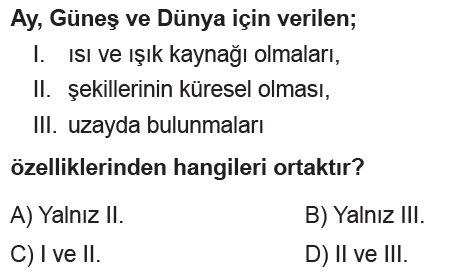 Ay, Güneş ve Dünya için verilen;
I. ısı ve ışık kaynağı olmaları,
II. şekillerinin küresel olması,
III. uzayda bulunmaları
özelliklerinden hangileri ortaktır?
A) Yalnız II. B) Yalnız III.
C) I ve II. D) II ve III.